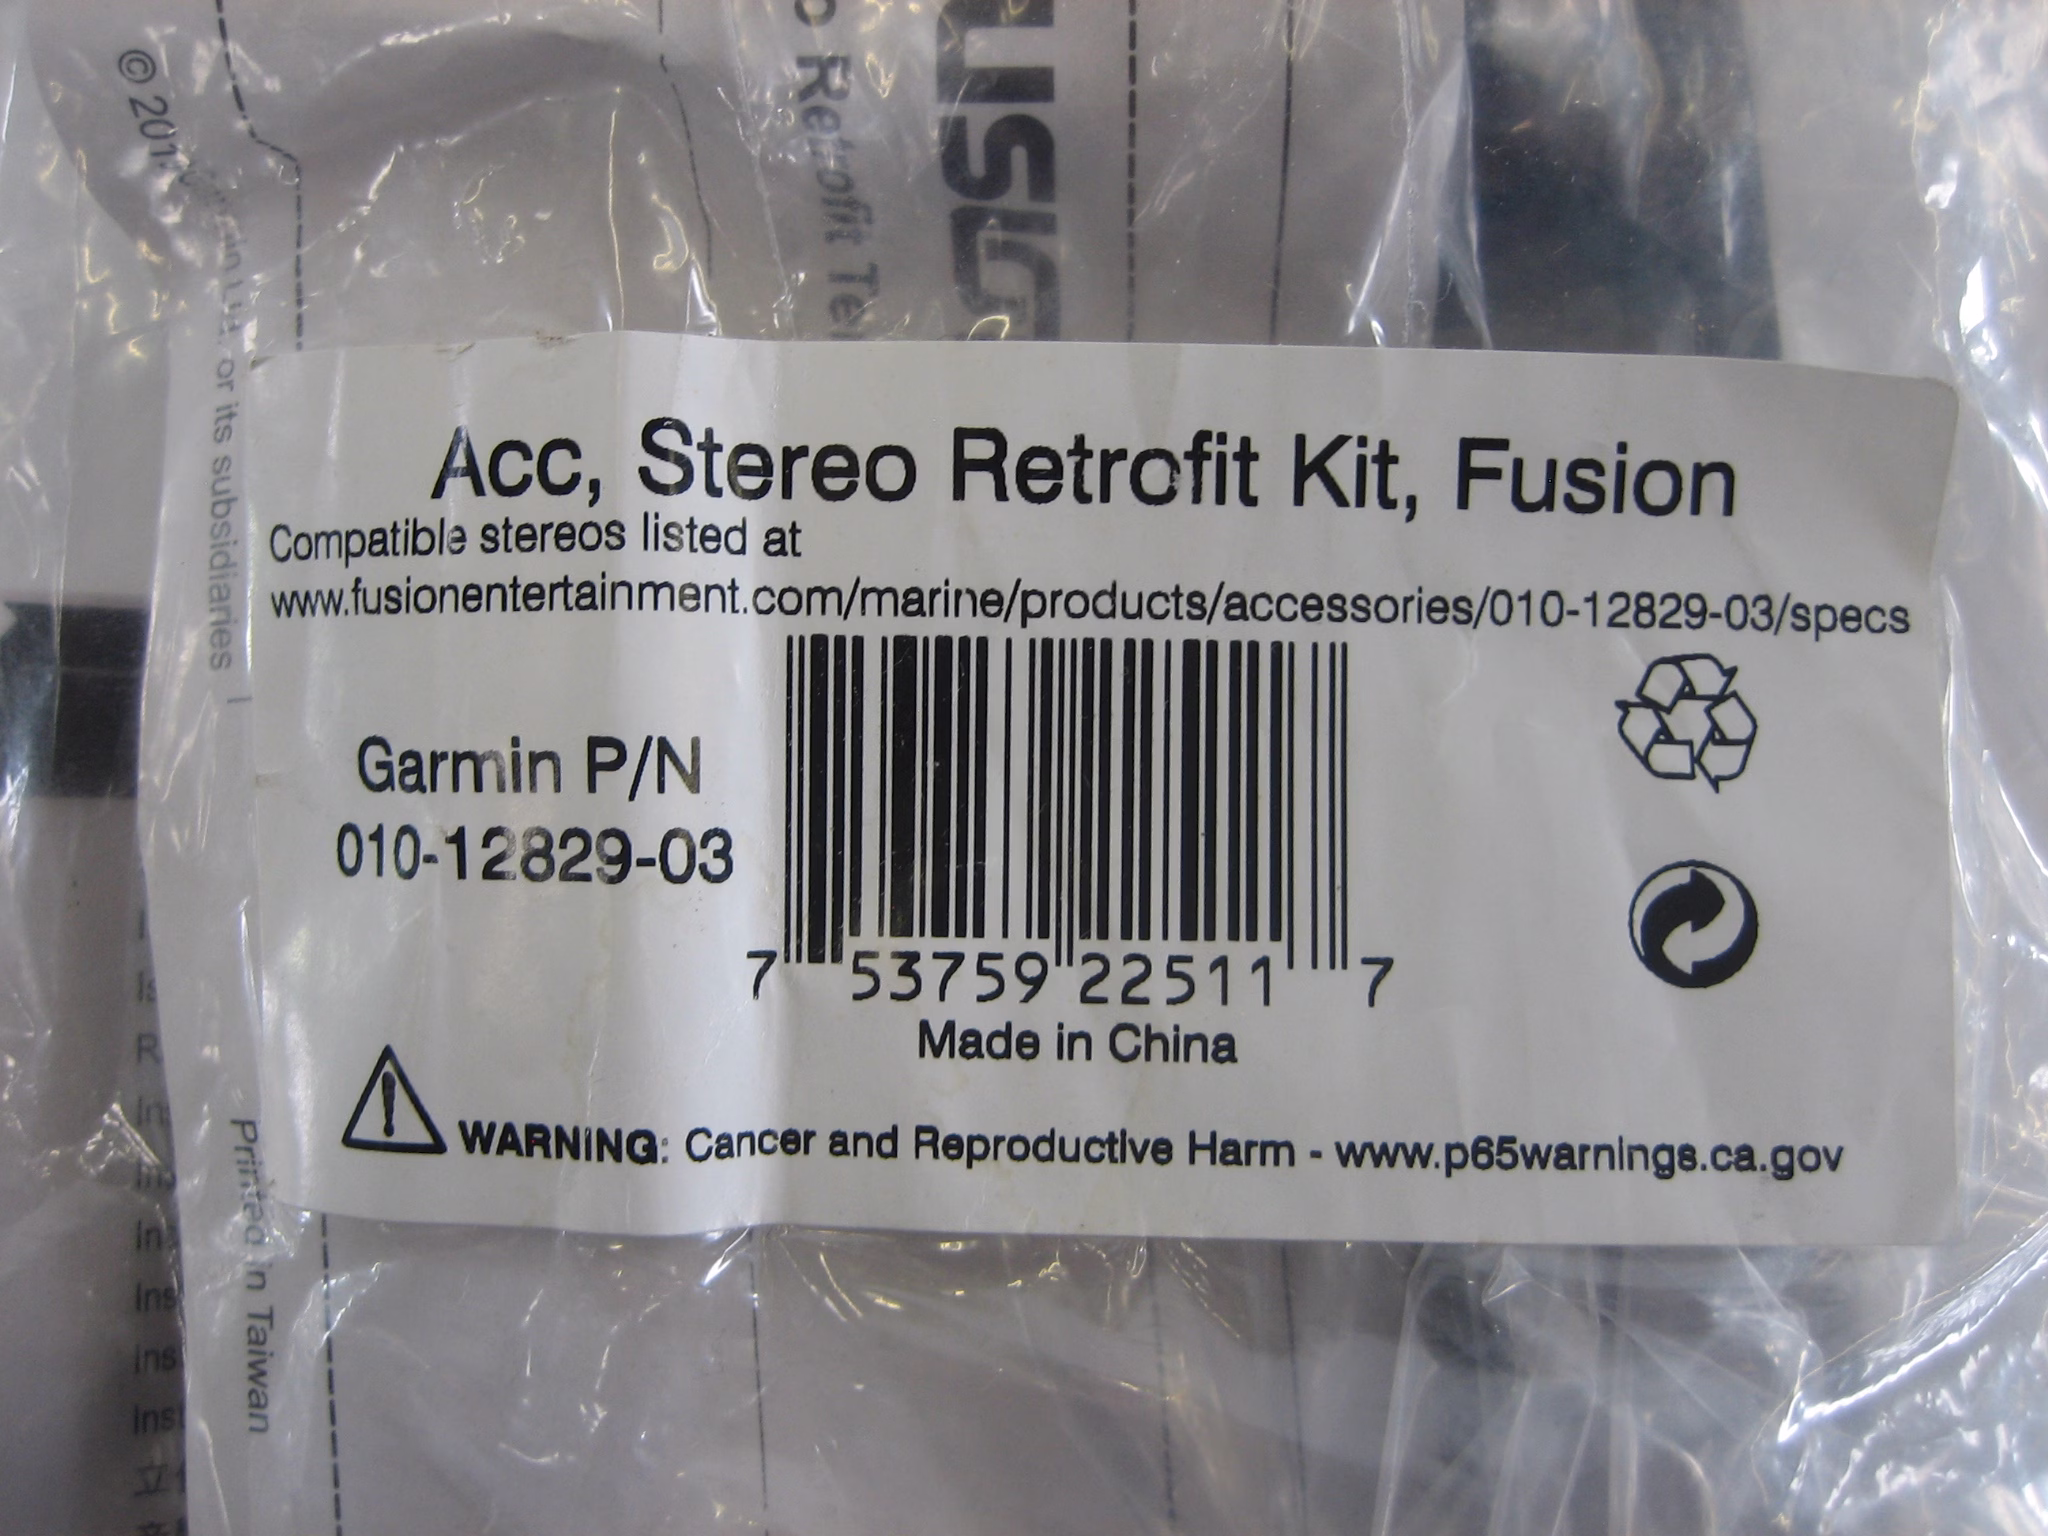 Acc, Stereo Retrofit Kit, Fusion
Compatible stereos listed at
www.fusionentertainment.com/marine/products/accessories/010-12829-03/specs
Garmin P/N
010-12829-03
7 53759 22511 7
Made in China
WARNING: Cancer and Reproductive Harm - www.p65warnings.ca.gov
Retrofit
or its subsidiaries
Printed in Taiwan